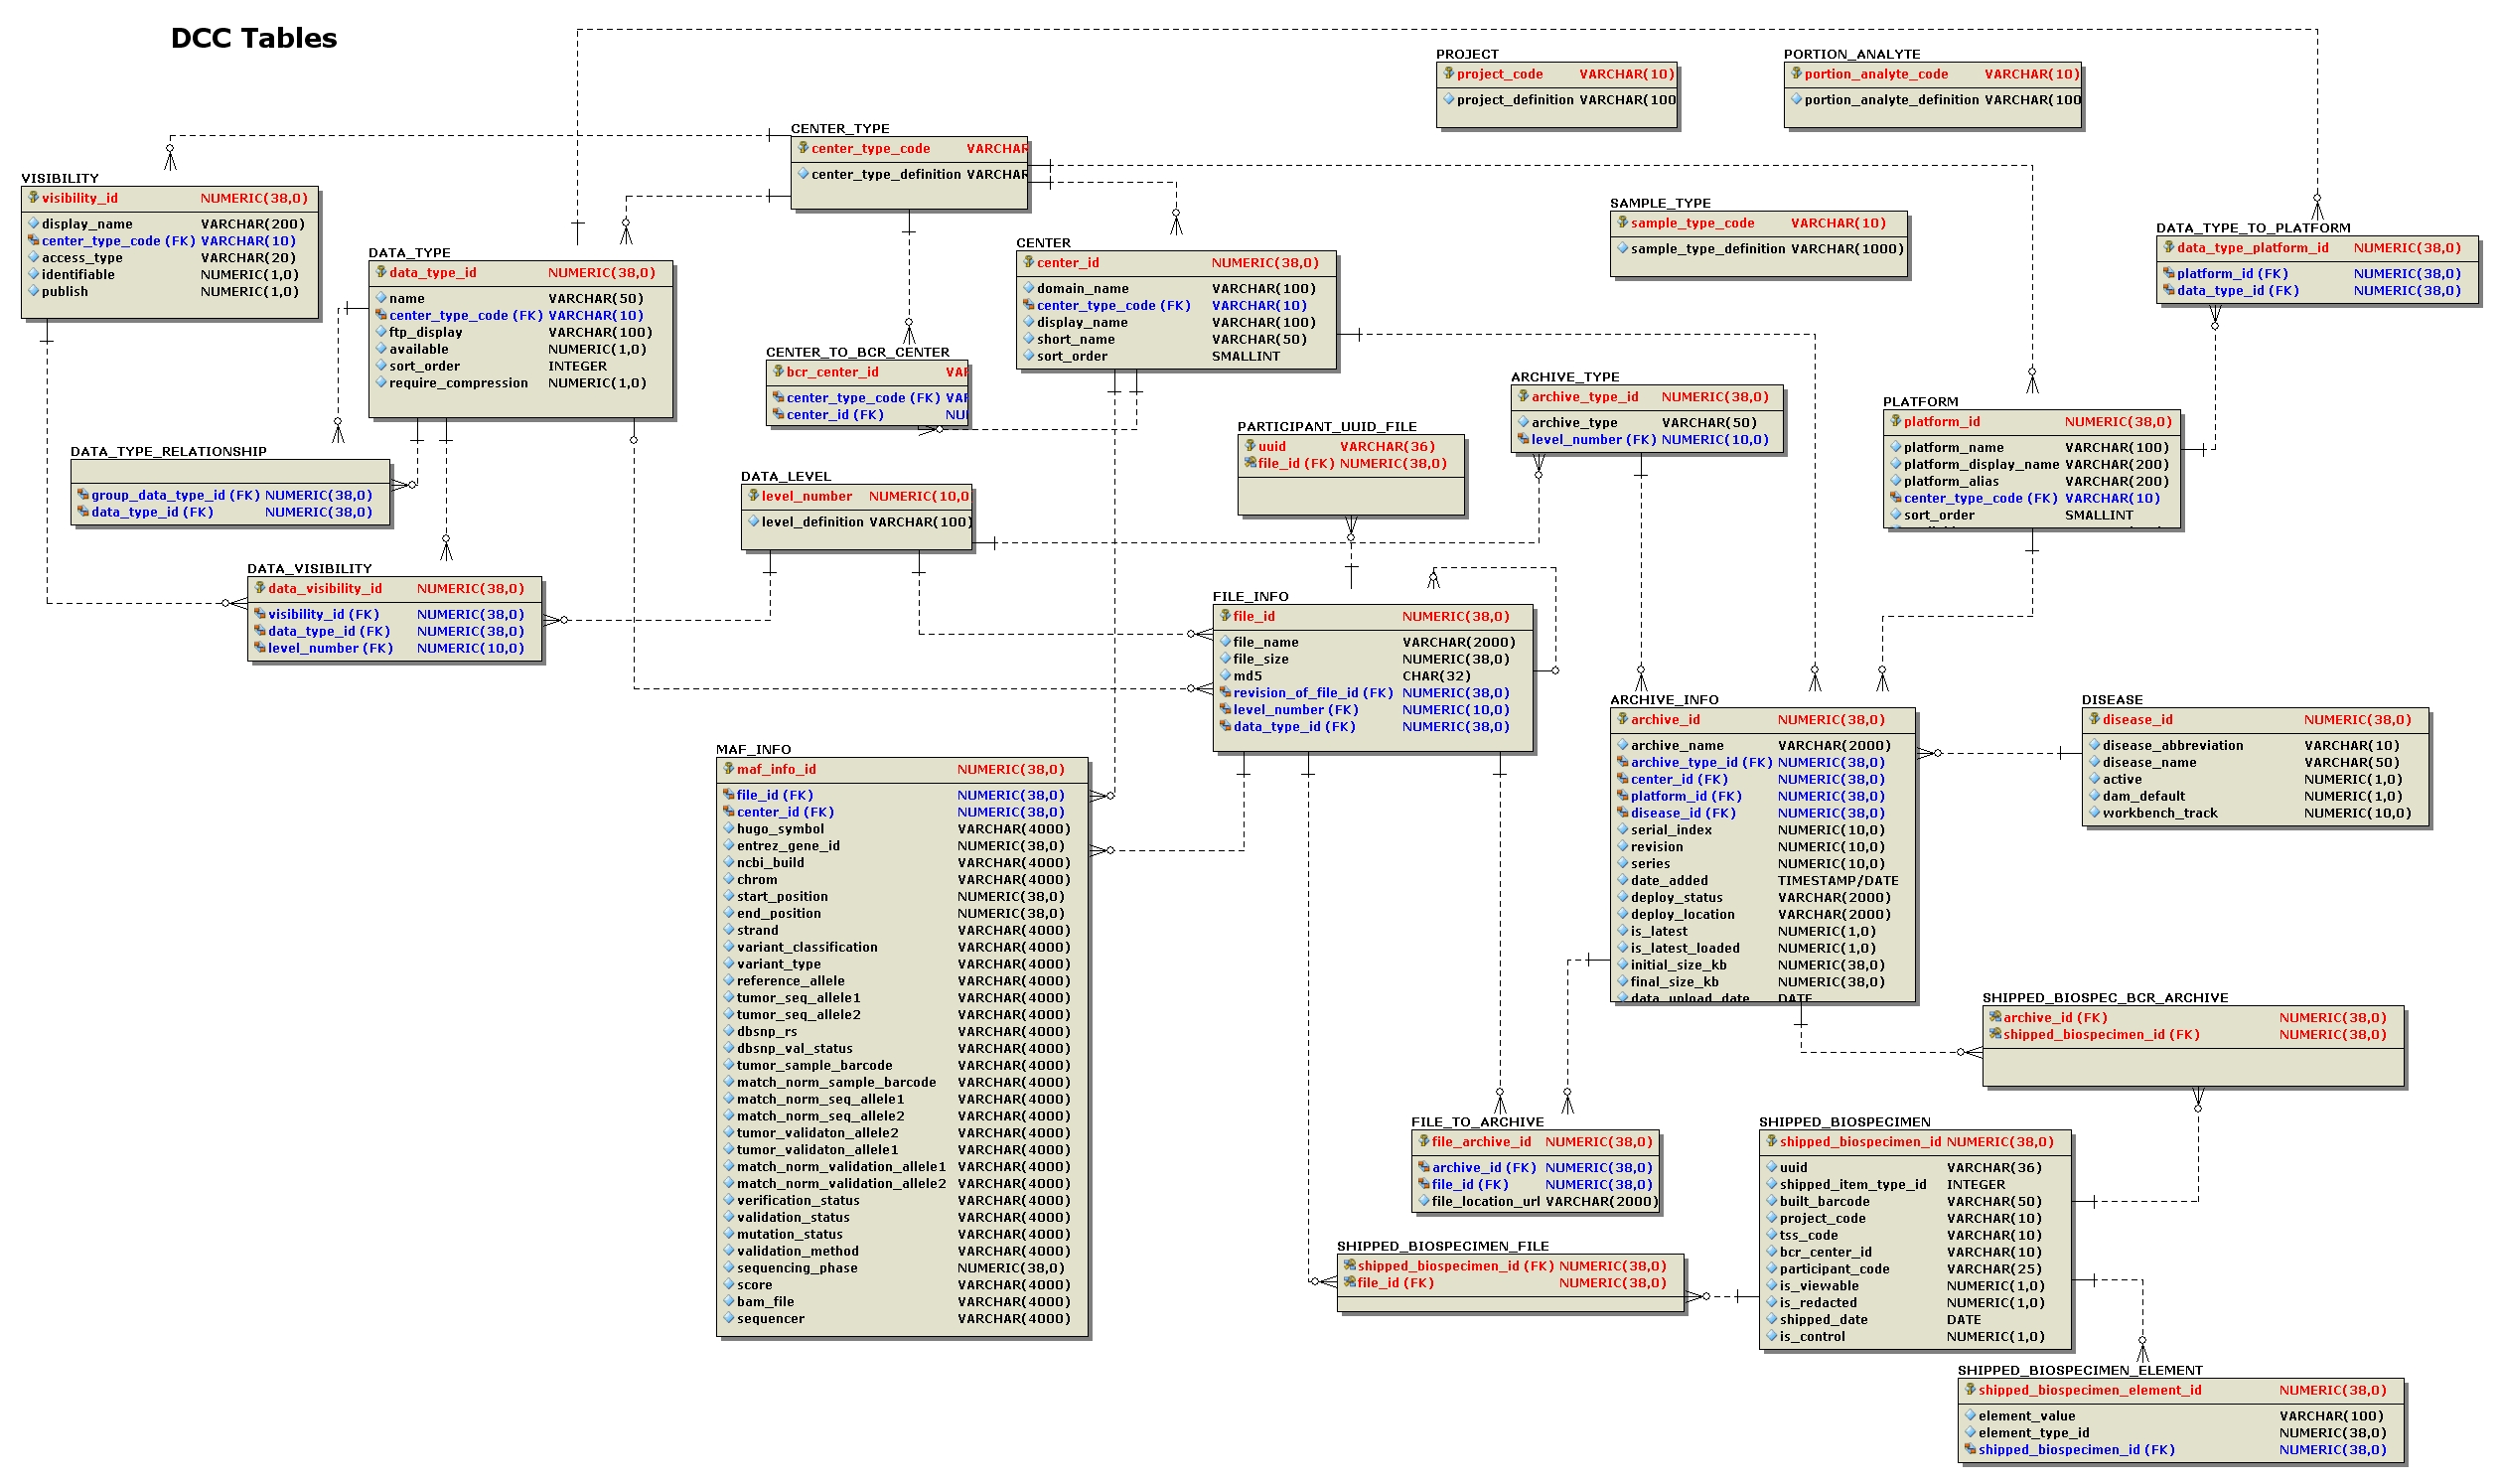 DCC Tables
PROJECT
project_code VARCHAR(10)
project_definition VARCHAR(100
PORTION_ANALYTE
portion_analyte_code VARCHAR(10)
portion_analyte_definition VARCHAR(100
CENTER_TYPE
center_type_code VARCHAR
center_type_definition VARCHAR
VISIBILITY
visibility_id NUMERIC(38,0)
display_name VARCHAR(200)
center_type_code (FK) VARCHAR(10)
access_type VARCHAR(20)
identifiable NUMERIC(1,0)
publish NUMERIC(1,0)
DATA_TYPE
data_type_id NUMERIC(38,0)
name VARCHAR(50)
center_type_code (FK) VARCHAR(10)
ftp_display VARCHAR(100)
available NUMERIC(1,0)
sort_order INTEGER
require_compression NUMERIC(1,0)
CENTER
center_id NUMERIC(38,0)
domain_name VARCHAR(100)
center_type_code (FK) VARCHAR(10)
display_name VARCHAR(100)
short_name VARCHAR(50)
sort_order SMALLINT
SAMPLE_TYPE
sample_type_code VARCHAR(10)
sample_type_definition VARCHAR(1000)
DATA_TYPE_TO_PLATFORM
data_type_platform_id NUMERIC(38,0)
platform_id (FK) NUMERIC(38,0)
data_type_id (FK) NUMERIC(38,0)
CENTER_TO_BCR_CENTER
bcr_center_id VAR
center_type_code (FK) VAR
center_id (FK) NUM
ARCHIVE_TYPE
archive_type_id NUMERIC(38,0)
archive_type VARCHAR(50)
level_number (FK) NUMERIC(10,0)
PLATFORM
platform_id NUMERIC(38,0)
platform_name VARCHAR(100)
platform_display_name VARCHAR(200)
platform_alias VARCHAR(200)
center_type_code (FK) VARCHAR(10)
sort_order SMALLINT
PARTICIPANT_UUID_FILE
uuid VARCHAR(36)
file_id (FK) NUMERIC(38,0)
DATA_TYPE_RELATIONSHIP
group_data_type_id (FK) NUMERIC(38,0)
data_type_id (FK) NUMERIC(38,0)
DATA_LEVEL
level_number NUMERIC(10,0
level_definition VARCHAR(100)
DATA_VISIBILITY
data_visibility_id NUMERIC(38,0)
visibility_id (FK) NUMERIC(38,0)
data_type_id (FK) NUMERIC(38,0)
level_number (FK) NUMERIC(10,0)
FILE_INFO
file_id NUMERIC(38,0)
file_name VARCHAR(2000)
file_size NUMERIC(38,0)
md5 CHAR(32)
revision_of_file_id (FK) NUMERIC(38,0)
level_number (FK) NUMERIC(10,0)
data_type_id (FK) NUMERIC(38,0)
ARCHIVE_INFO
archive_id NUMERIC(38,0)
archive_name VARCHAR(2000)
archive_type_id (FK) NUMERIC(38,0)
center_id (FK) NUMERIC(38,0)
platform_id (FK) NUMERIC(38,0)
disease_id (FK) NUMERIC(38,0)
serial_index NUMERIC(10,0)
revision NUMERIC(10,0)
series NUMERIC(10,0)
date_added TIMESTAMP/DATE
deploy_status VARCHAR(2000)
deploy_location VARCHAR(2000)
is_latest NUMERIC(1,0)
is_latest_loaded NUMERIC(1,0)
initial_size_kb NUMERIC(38,0)
final_size_kb NUMERIC(38,0)
data_upload_date DATE
DISEASE
disease_id NUMERIC(38,0)
disease_abbreviation VARCHAR(10)
disease_name VARCHAR(50)
active NUMERIC(1,0)
dam_default NUMERIC(1,0)
workbench_track NUMERIC(10,0)
MAF_INFO
maf_info_id NUMERIC(38,0)
file_id (FK) NUMERIC(38,0)
center_id (FK) NUMERIC(38,0)
hugo_symbol VARCHAR(4000)
entrez_gene_id NUMERIC(38,0)
ncbi_build VARCHAR(4000)
chrom VARCHAR(4000)
start_position NUMERIC(38,0)
end_position NUMERIC(38,0)
strand VARCHAR(4000)
variant_classification VARCHAR(4000)
variant_type VARCHAR(4000)
reference_allele VARCHAR(4000)
tumor_seq_allele1 VARCHAR(4000)
tumor_seq_allele2 VARCHAR(4000)
dbsnp_rs VARCHAR(4000)
dbsnp_val_status VARCHAR(4000)
tumor_sample_barcode VARCHAR(4000)
match_norm_sample_barcode VARCHAR(4000)
match_norm_seq_allele1 VARCHAR(4000)
match_norm_seq_allele2 VARCHAR(4000)
tumor_validaton_allele2 VARCHAR(4000)
tumor_validaton_allele1 VARCHAR(4000)
match_norm_validation_allele1 VARCHAR(4000)
match_norm_validation_allele2 VARCHAR(4000)
verification_status VARCHAR(4000)
validation_status VARCHAR(4000)
mutation_status VARCHAR(4000)
validation_method VARCHAR(4000)
sequencing_phase NUMERIC(38,0)
score VARCHAR(4000)
bam_file VARCHAR(4000)
sequencer VARCHAR(4000)
SHIPPED_BIOSPEC_BCR_ARCHIVE
archive_id (FK) NUMERIC(38,0)
shipped_biospecimen_id (FK) NUMERIC(38,0)
FILE_TO_ARCHIVE
file_archive_id NUMERIC(38,0)
archive_id (FK) NUMERIC(38,0)
file_id (FK) NUMERIC(38,0)
file_location_url VARCHAR(2000)
SHIPPED_BIOSPECIMEN
shipped_biospecimen_id NUMERIC(38,0)
uuid VARCHAR(36)
shipped_item_type_id INTEGER
built_barcode VARCHAR(50)
project_code VARCHAR(10)
tss_code VARCHAR(10)
bcr_center_id VARCHAR(10)
participant_code VARCHAR(25)
is_viewable NUMERIC(1,0)
is_redacted NUMERIC(1,0)
shipped_date DATE
is_control NUMERIC(1,0)
SHIPPED_BIOSPECIMEN_FILE
shipped_biospecimen_id (FK) NUMERIC(38,0)
file_id (FK) NUMERIC(38,0)
SHIPPED_BIOSPECIMEN_ELEMENT
shipped_biospecimen_element_id NUMERIC(38,0)
element_value VARCHAR(100)
element_type_id NUMERIC(38,0)
shipped_biospecimen_id (FK) NUMERIC(38,0)